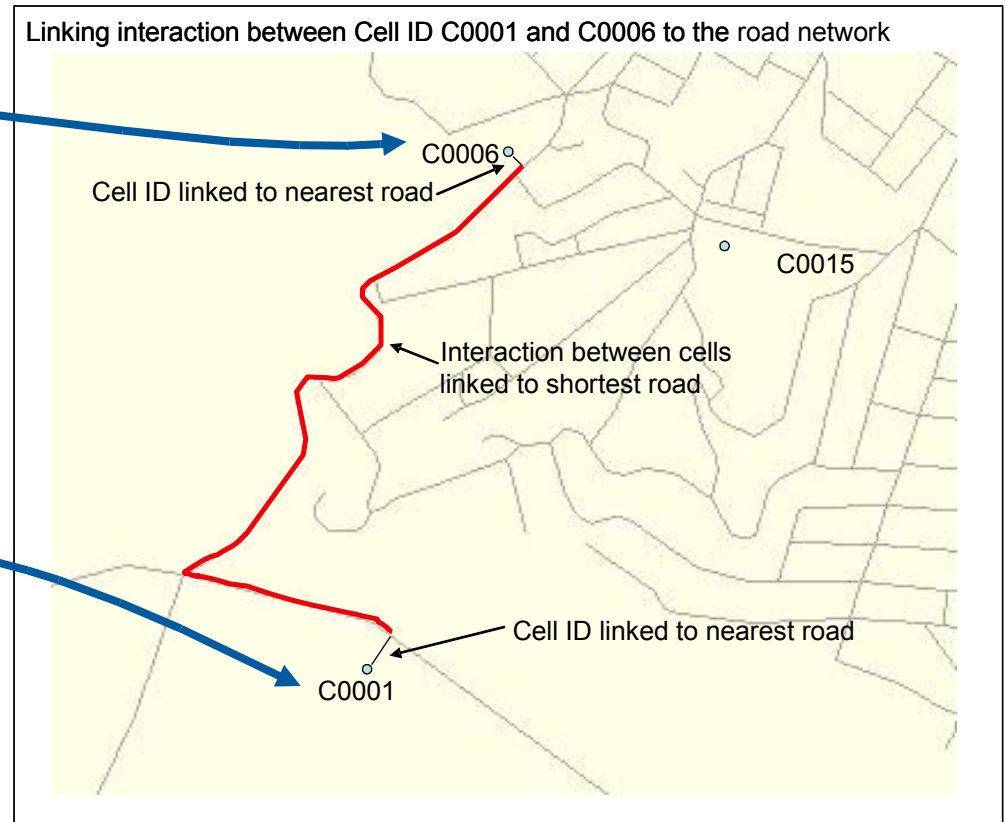 Linking interaction between Cell ID C0001 and C0006 to the road network
C0006
Cell ID linked to nearest road
C0015
Interaction between cells
linked to shortest road
Cell ID linked to nearest road
C0001